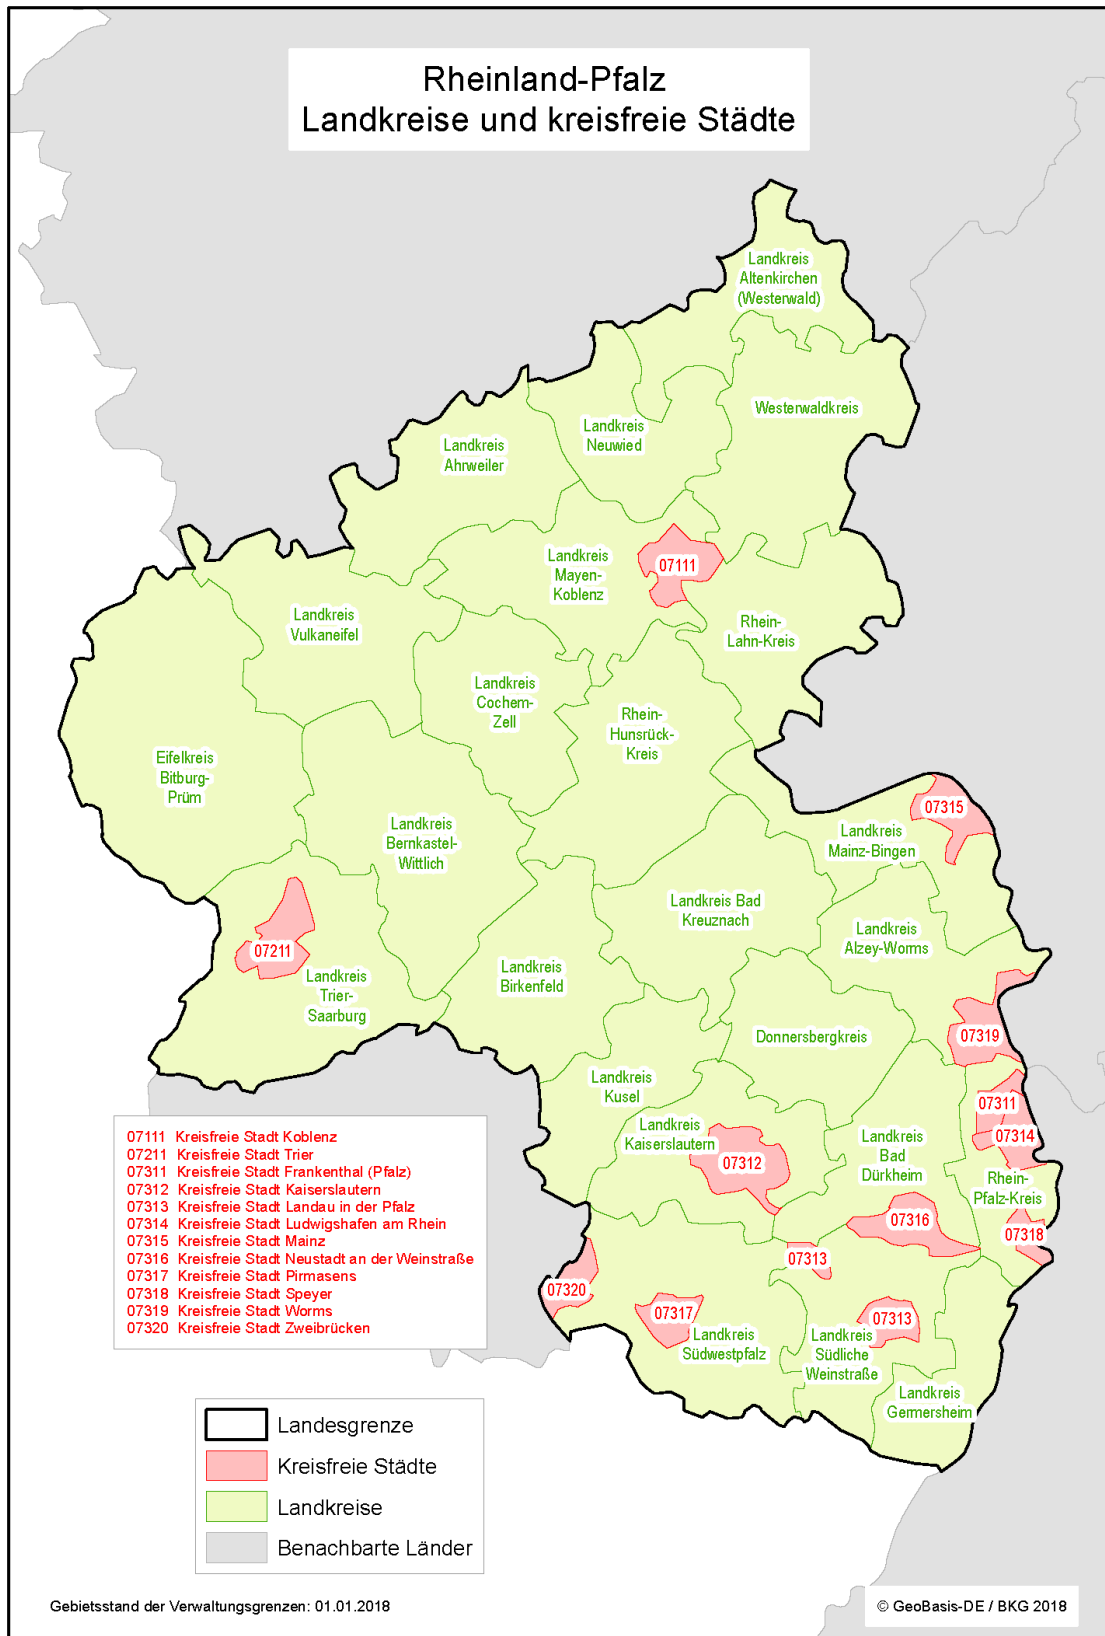 Rheinland-Pfalz
Landkreise und kreisfreie Städte
Landkreis
Altenkirchen
(Westerwald)
Westerwaldkreis
Landkreis
Neuwied
Landkreis
Ahrweiler
Landkreis
Mayen-
Koblenz
07111
Landkreis
Vulkaneifel
Rhein-
Lahn-Kreis
Landkreis
Cochem-
Zell
Rhein-
Hunsrück-
Kreis
Eifelkreis
Bitburg-
Prüm
07315
Landkreis
Mainz-Bingen
Landkreis
Bernkastel-
Wittlich
Landkreis Bad
Kreuznach
Landkreis
Alzey-Worms
07211
Landkreis
Trier-
Saarburg
Landkreis
Birkenfeld
Donnersbergkreis
07319
Landkreis
Kusel
07311
Landkreis
Kaiserslautern
07314
Landkreis
Bad
Dürkheim
07312
Rhein-
Pfalz-Kreis
07316
07318
07313
07320
07317
07313
Landkreis
Südwestpfalz
Landkreis
Südliche
Weinstraße
Landkreis
Germersheim
07111 Kreisfreie Stadt Koblenz
07211 Kreisfreie Stadt Trier
07311 Kreisfreie Stadt Frankenthal (Pfalz)
07312 Kreisfreie Stadt Kaiserslautern
07313 Kreisfreie Stadt Landau in der Pfalz
07314 Kreisfreie Stadt Ludwigshafen am Rhein
07315 Kreisfreie Stadt Mainz
07316 Kreisfreie Stadt Neustadt an der Weinstraße
07317 Kreisfreie Stadt Pirmasens
07318 Kreisfreie Stadt Speyer
07319 Kreisfreie Stadt Worms
07320 Kreisfreie Stadt Zweibrücken
Landesgrenze
Kreisfreie Städte
Landkreise
Benachbarte Länder
Gebietsstand der Verwaltungsgrenzen: 01.01.2018
© GeoBasis-DE / BKG 2018